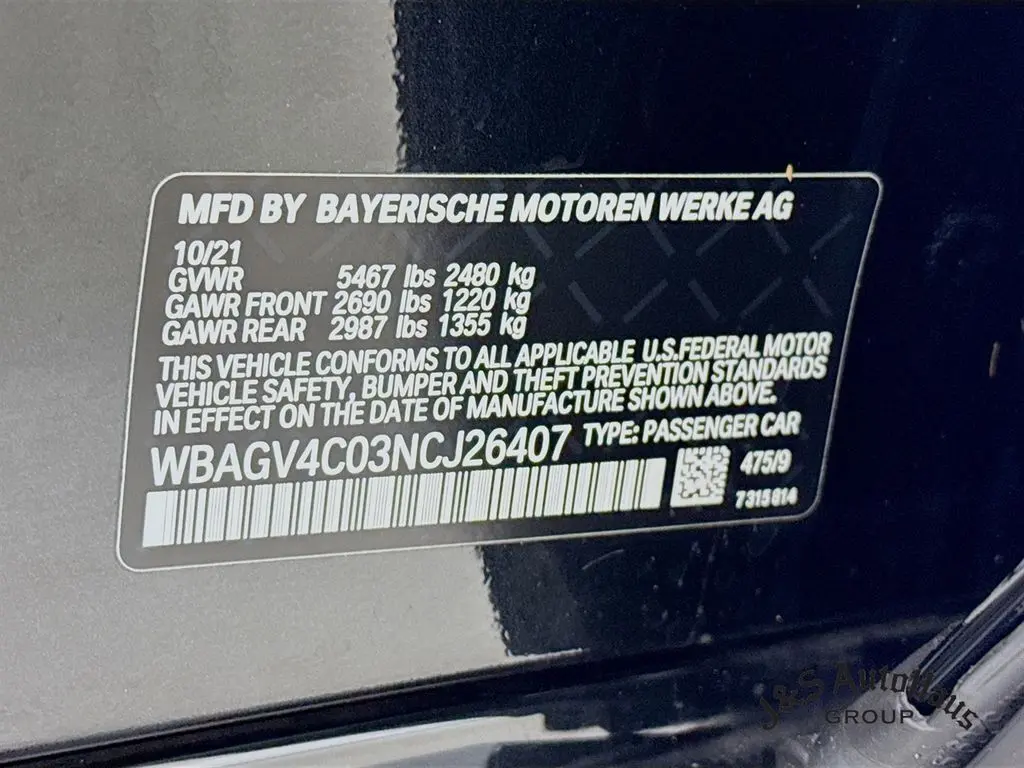 MFD BY BAYERISCHE MOTOREN WERKE AG
10/21
GVWR 5467 lbs 2480 kg
GAWR FRONT 2690 lbs 1220 kg
GAWR REAR 2987 lbs 1355 kg
THIS VEHICLE CONFORMS TO ALL APPLICABLE U.S.FEDERAL MOTOR
VEHICLE SAFETY, BUMPER AND THEFT PREVENTION STANDARDS
IN EFFECT ON THE DATE OF MANUFACTURE SHOWN ABOVE.
WBAGV4C03NCJ26407 TYPE: PASSENGER CAR
475/9
7315814
J&S AutoHaus
GROUP